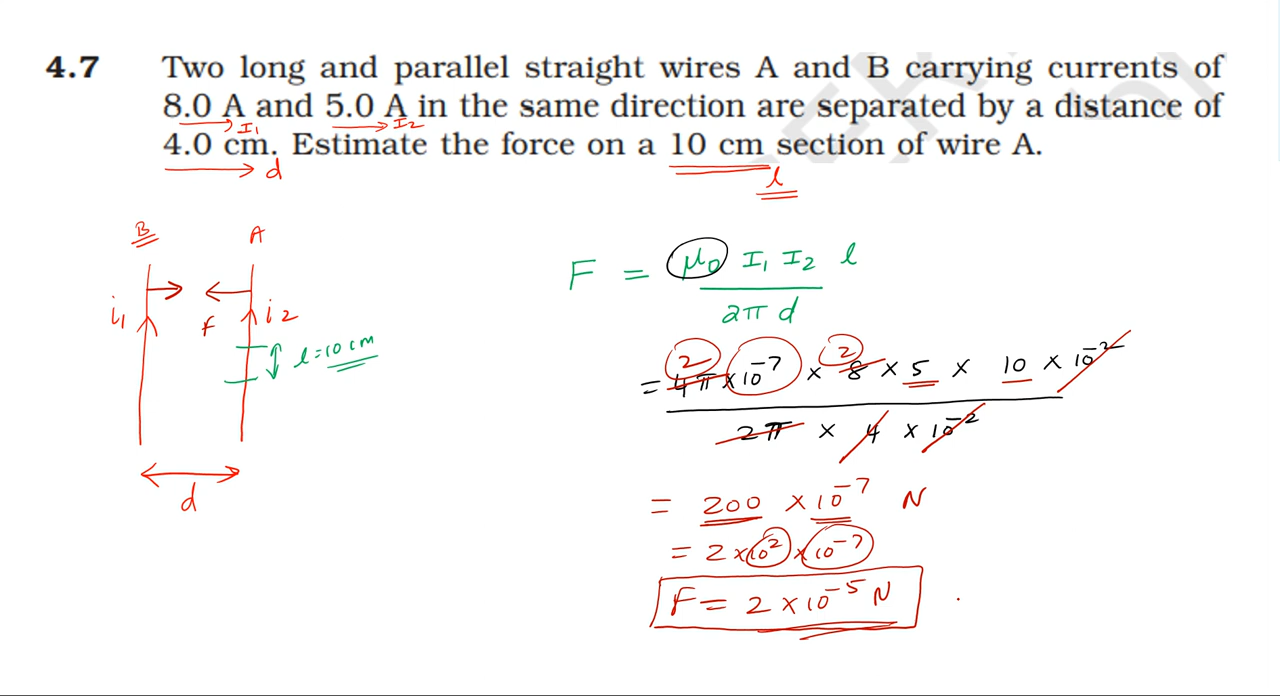 4.7 Two long and parallel straight wires A and B carrying currents of
8.0 A and 5.0 A in the same direction are separated by a distance of
I₁ I₂
4.0 cm. Estimate the force on a 10 cm section of wire A.
d
l
B A
i₁ F i₂
l=10 cm
d
F = μ₀ I₁ I₂ l
2π d
2 2
= 4π × 10⁻⁷ × 8 × 5 × 10 × 10⁻²
2π × 4 × 10⁻²
= 200 × 10⁻⁷ N
= 2 × 10² × 10⁻⁷
F = 2 × 10⁻⁵ N